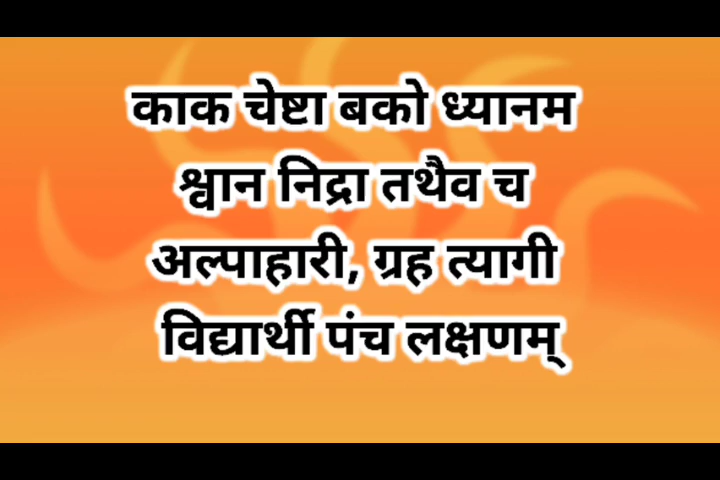 काक चेष्टा बको ध्यानम
श्वान निद्रा तथैव च
अल्पाहारी, ग्रह त्यागी
विद्यार्थी पंच लक्षणम्